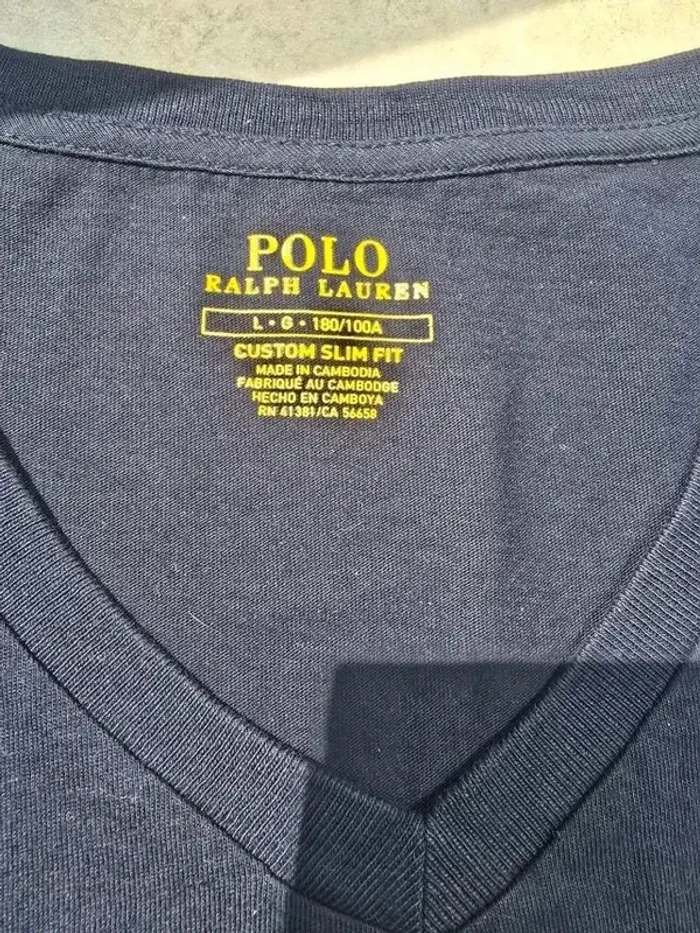 POLO
RALPH LAUREN
L • G • 180/100A
CUSTOM SLIM FIT
MADE IN CAMBODIA
FABRIQUÉ AU CAMBODGE
HECHO EN CAMBOYA
RN 41381/CA 56658